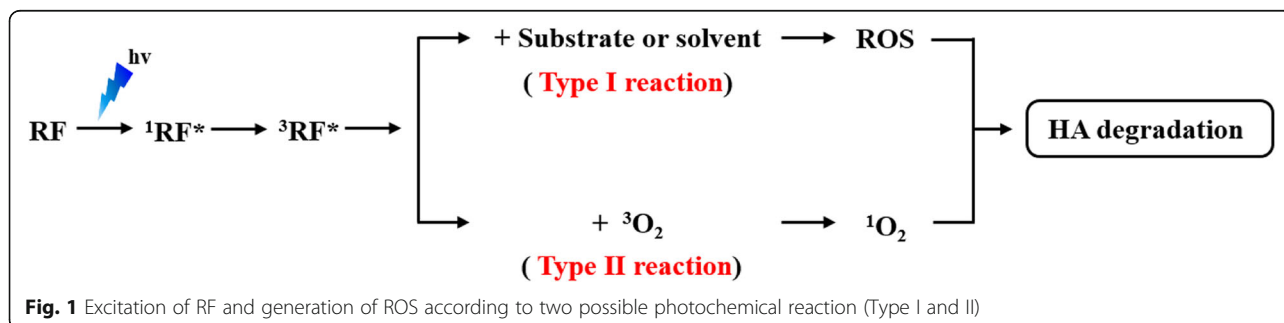 hv
+ Substrate or solvent
ROS
( Type I reaction)
RF
¹RF*
³RF*
HA degradation
+ ³O₂
¹O₂
( Type II reaction)
Fig. 1 Excitation of RF and generation of ROS according to two possible photochemical reaction (Type I and II)